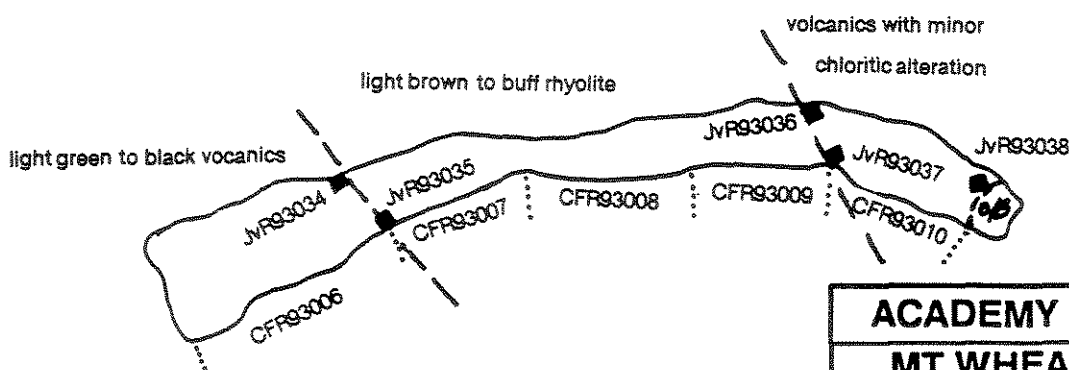 volcanics with minor
chloritic alteration
light brown to buff rhyolite
light green to black vocanics
JvR93034
JvR93035
JvR93036
JvR93037
JvR93038
CFR93006
CFR93007
CFR93008
CFR93009
CFR93010
ACADEMY
MT WHEA